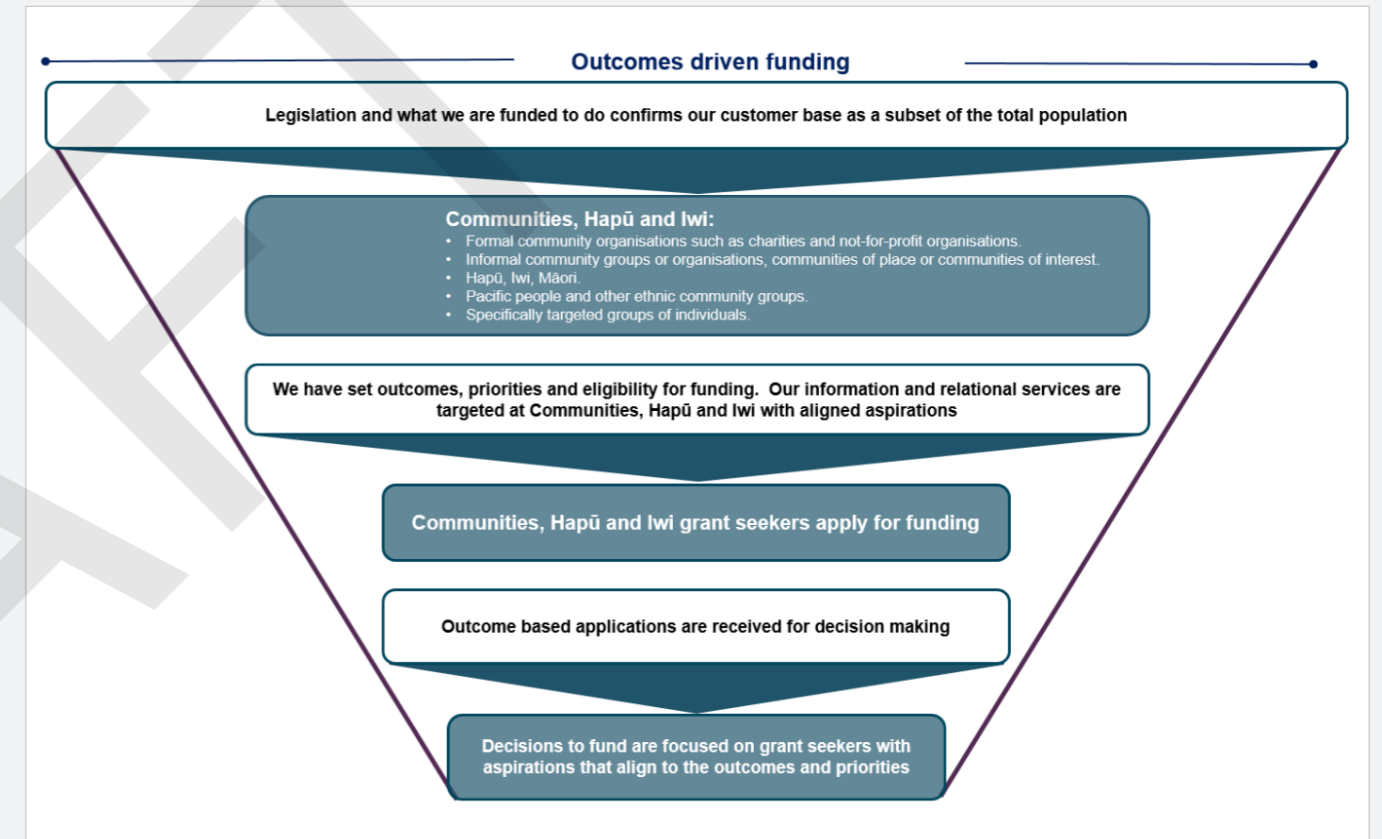 Outcomes driven funding
Legislation and what we are funded to do confirms our customer base as a subset of the total population
Communities, Hapū and Iwi:
• Formal community organisations such as charities and not-for-profit organisations.
• Informal community groups or organisations, communities of place or communities of interest.
• Hapū, Iwi, Māori.
• Pacific people and other ethnic community groups.
• Specifically targeted groups of individuals.
We have set outcomes, priorities and eligibility for funding.  Our information and relational services are
targeted at Communities, Hapū and Iwi with aligned aspirations
Communities, Hapū and Iwi grant seekers apply for funding
Outcome based applications are received for decision making
Decisions to fund are focused on grant seekers with
aspirations that align to the outcomes and priorities